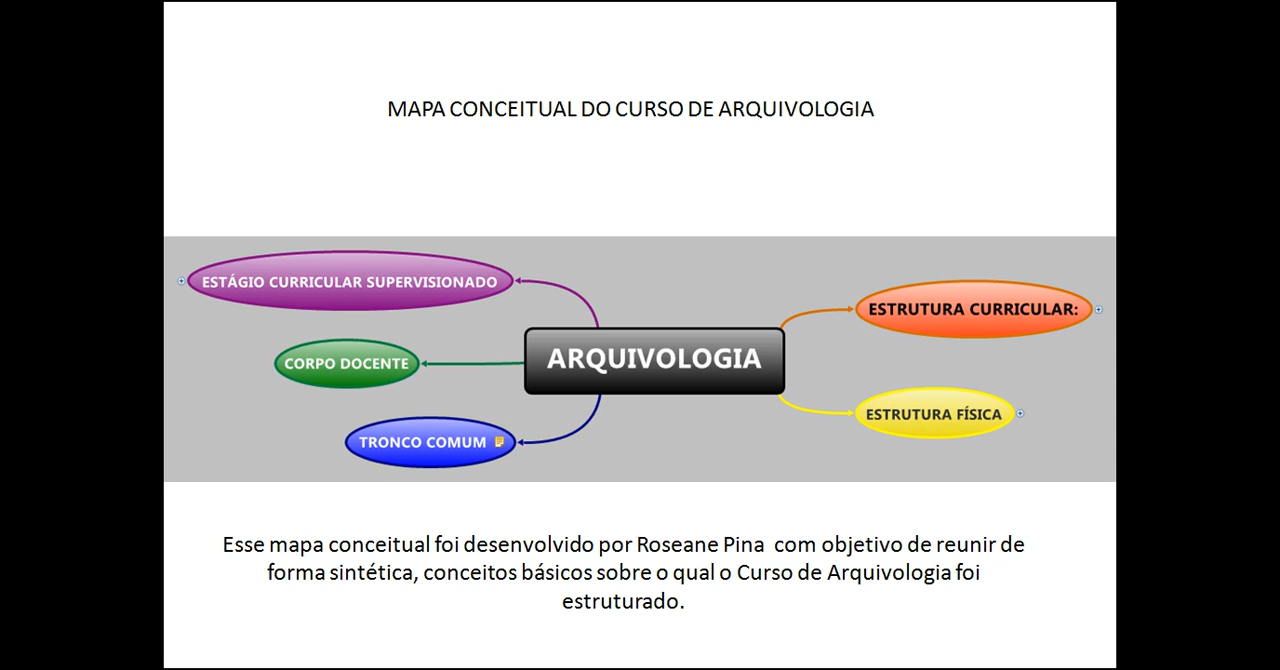 MAPA CONCEITUAL DO CURSO DE ARQUIVOLOGIA
ESTÁGIO CURRICULAR SUPERVISIONADO
ESTRUTURA CURRICULAR:
ARQUIVOLOGIA
CORPO DOCENTE
ESTRUTURA FÍSICA
TRONCO COMUM
Esse mapa conceitual foi desenvolvido por Roseane Pina com objetivo de reunir de
forma sintética, conceitos básicos sobre o qual o Curso de Arquivologia foi
estruturado.